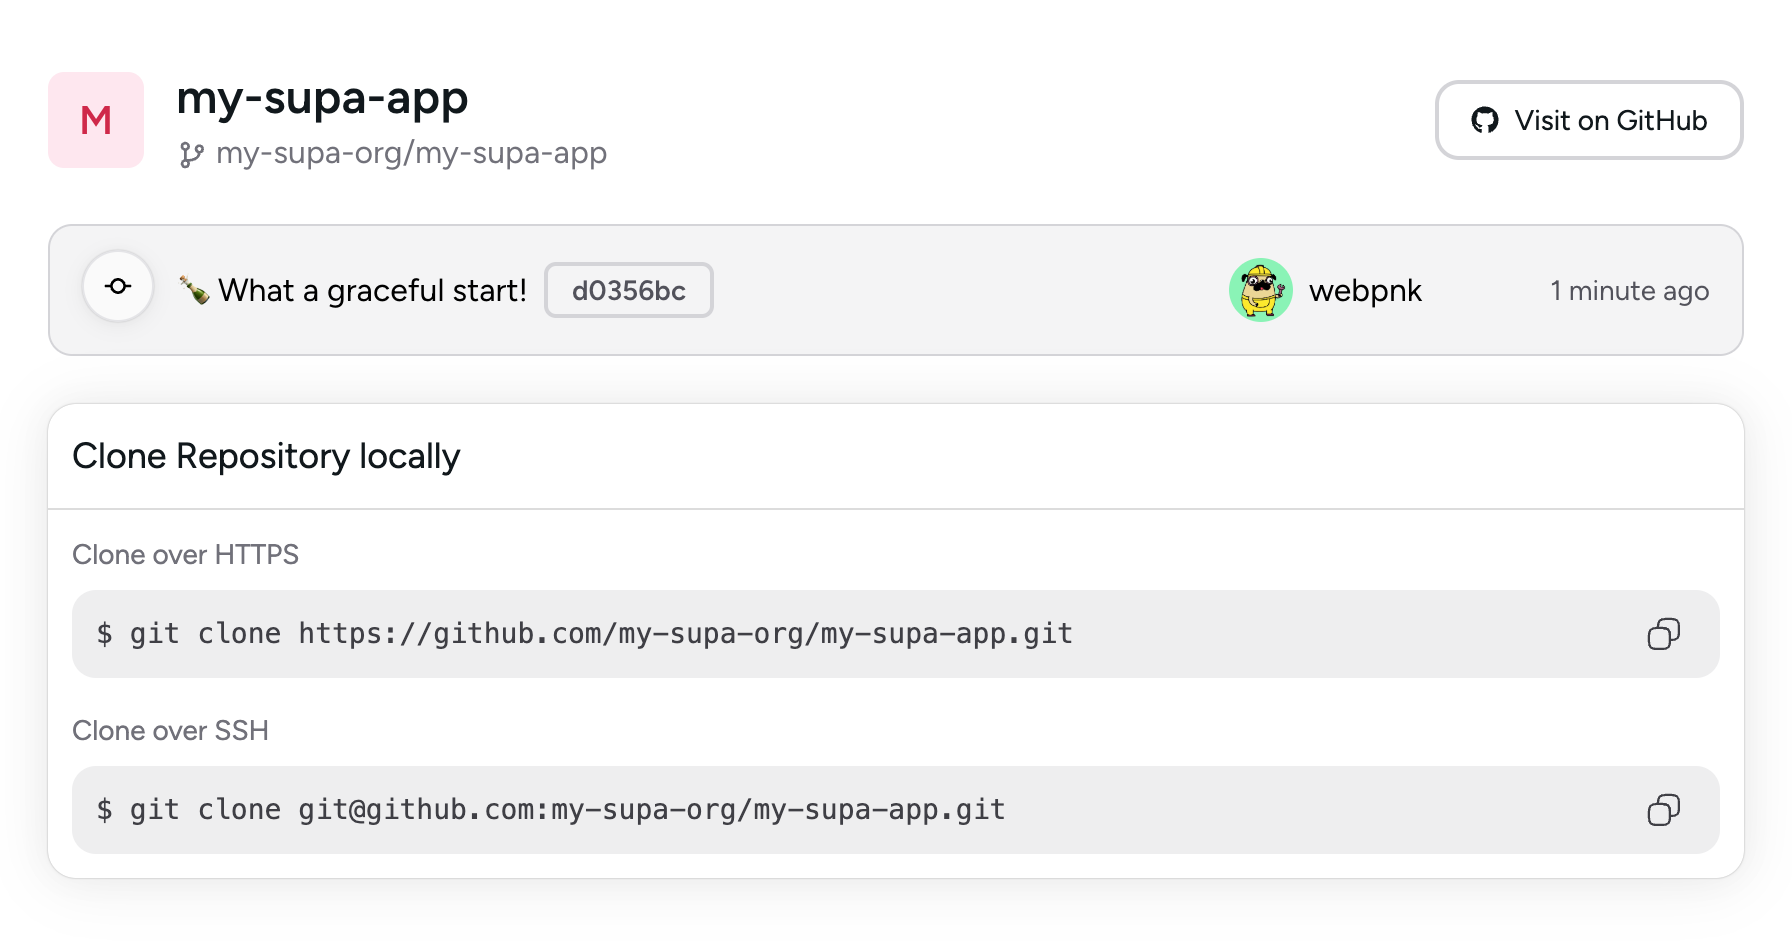 M
my-supa-app
my-supa-org/my-supa-app
Visit on GitHub
🍾 What a graceful start! d0356bc webpnk 1 minute ago
Clone Repository locally
Clone over HTTPS
$ git clone https://github.com/my-supa-org/my-supa-app.git
Clone over SSH
$ git clone git@github.com:my-supa-org/my-supa-app.git